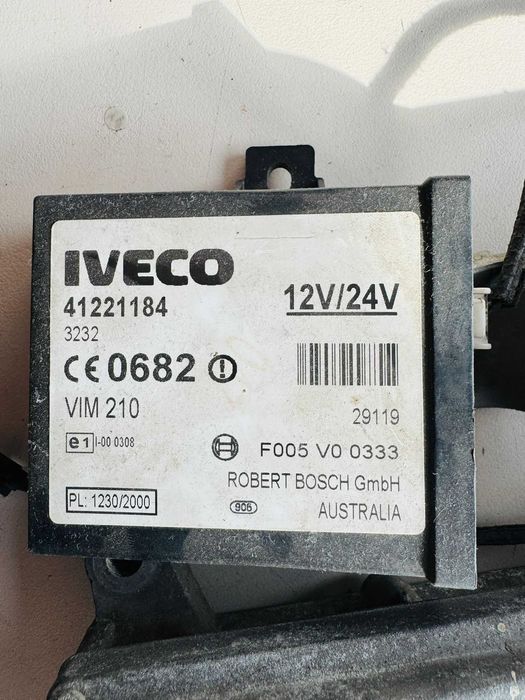 IVECO
41221184
12V/24V
3232
CE 0682
VIM 210
29119
e1 I-00 0308
F005 V0 0333
ROBERT BOSCH GmbH
PL: 1230/2000
905
AUSTRALIA